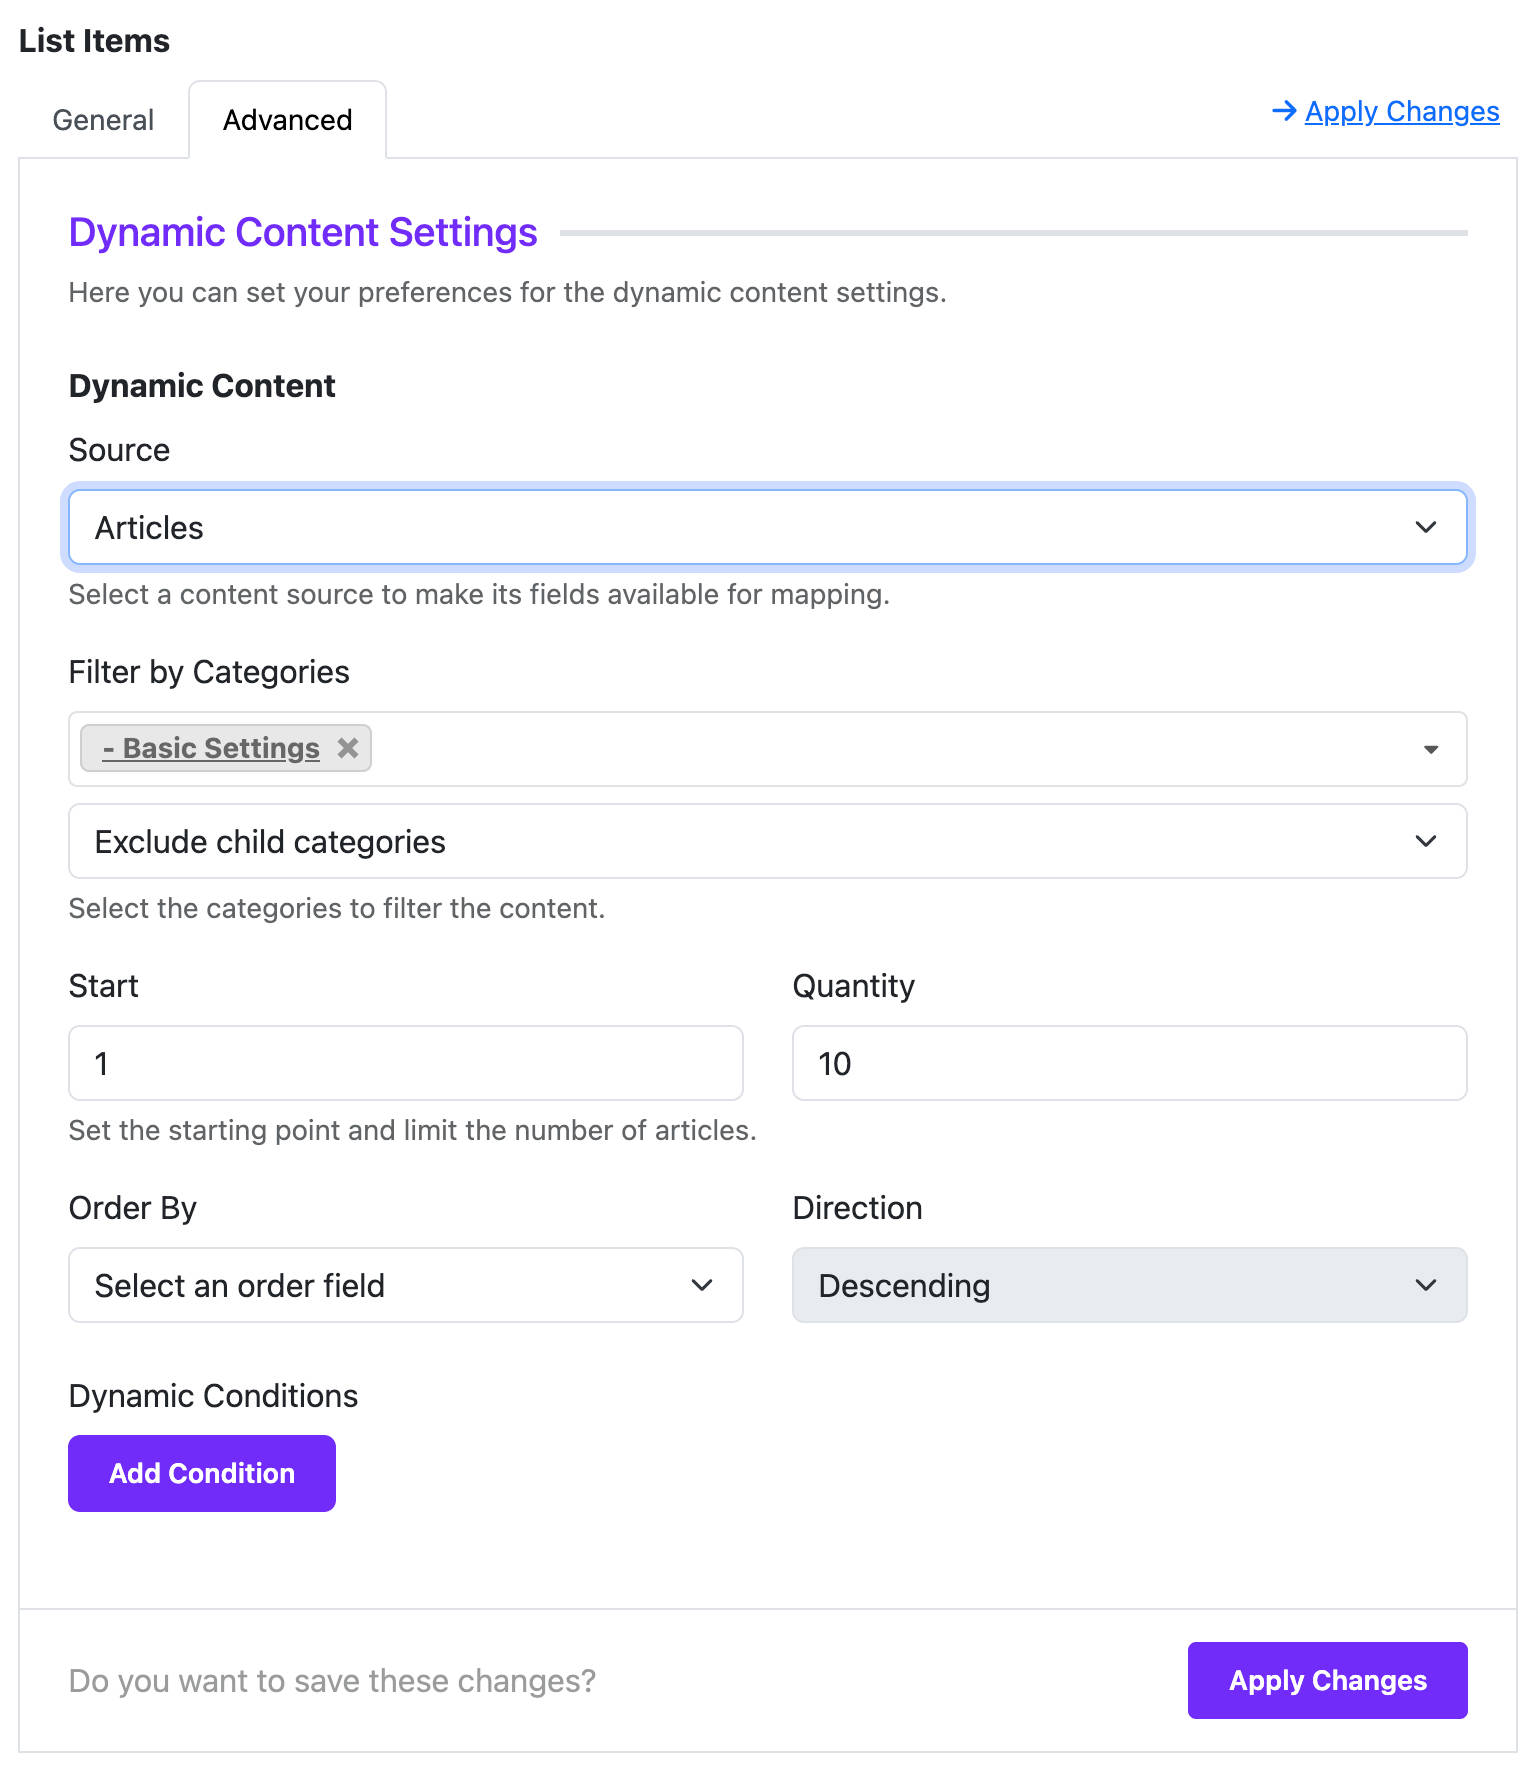 List Items
General
Advanced
Apply Changes
Dynamic Content Settings
Here you can set your preferences for the dynamic content settings.
Dynamic Content
Source
Articles
Select a content source to make its fields available for mapping.
Filter by Categories
- Basic Settings
Exclude child categories
Select the categories to filter the content.
Start
Quantity
1
10
Set the starting point and limit the number of articles.
Order By
Direction
Select an order field
Descending
Dynamic Conditions
Add Condition
Do you want to save these changes?
Apply Changes